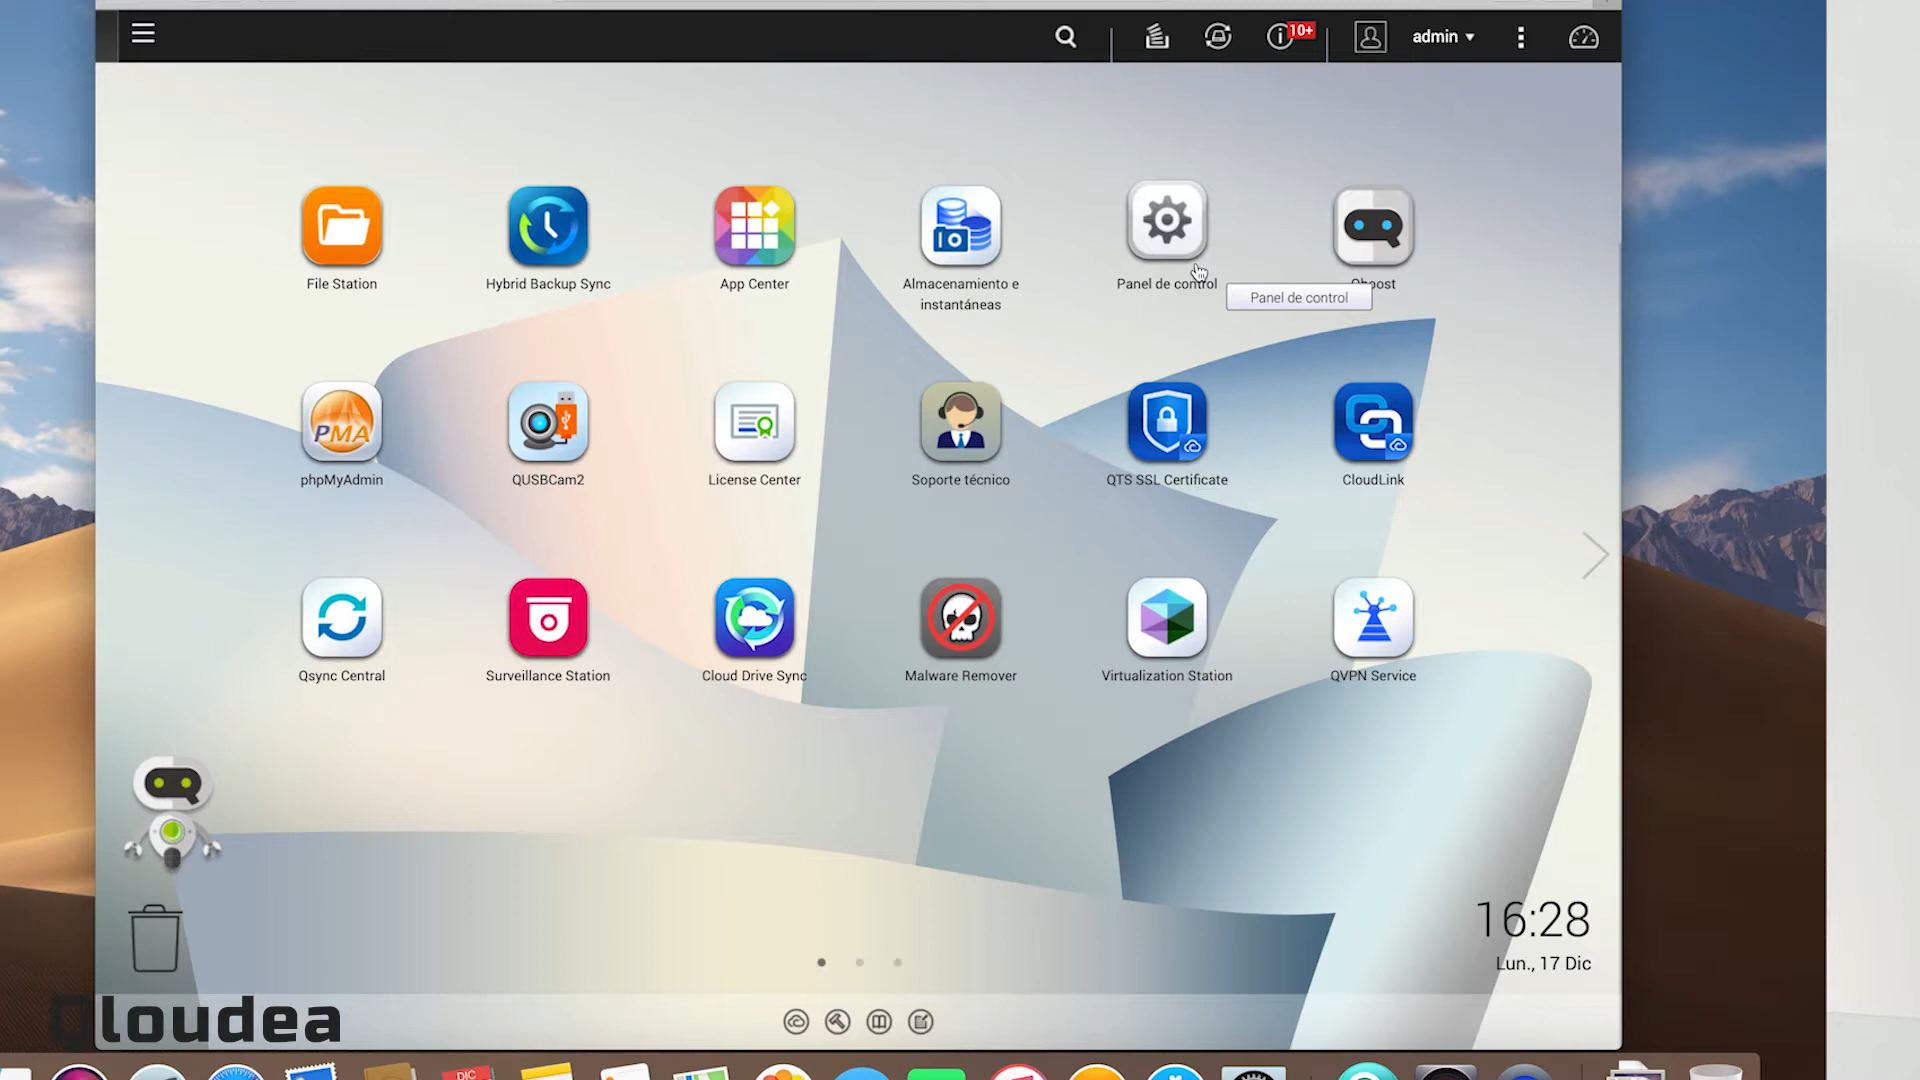 10+
admin
File Station
Hybrid Backup Sync
App Center
Almacenamiento e
instantáneas
Panel de control
Panel de control
phpMyAdmin
PMA
QUSBCam2
License Center
Soporte técnico
QTS SSL Certificate
CloudLink
Qsync Central
Surveillance Station
Cloud Drive Sync
Malware Remover
Virtualization Station
QVPN Service
16:28
Lun., 17 Dic
Qloudea
DIC